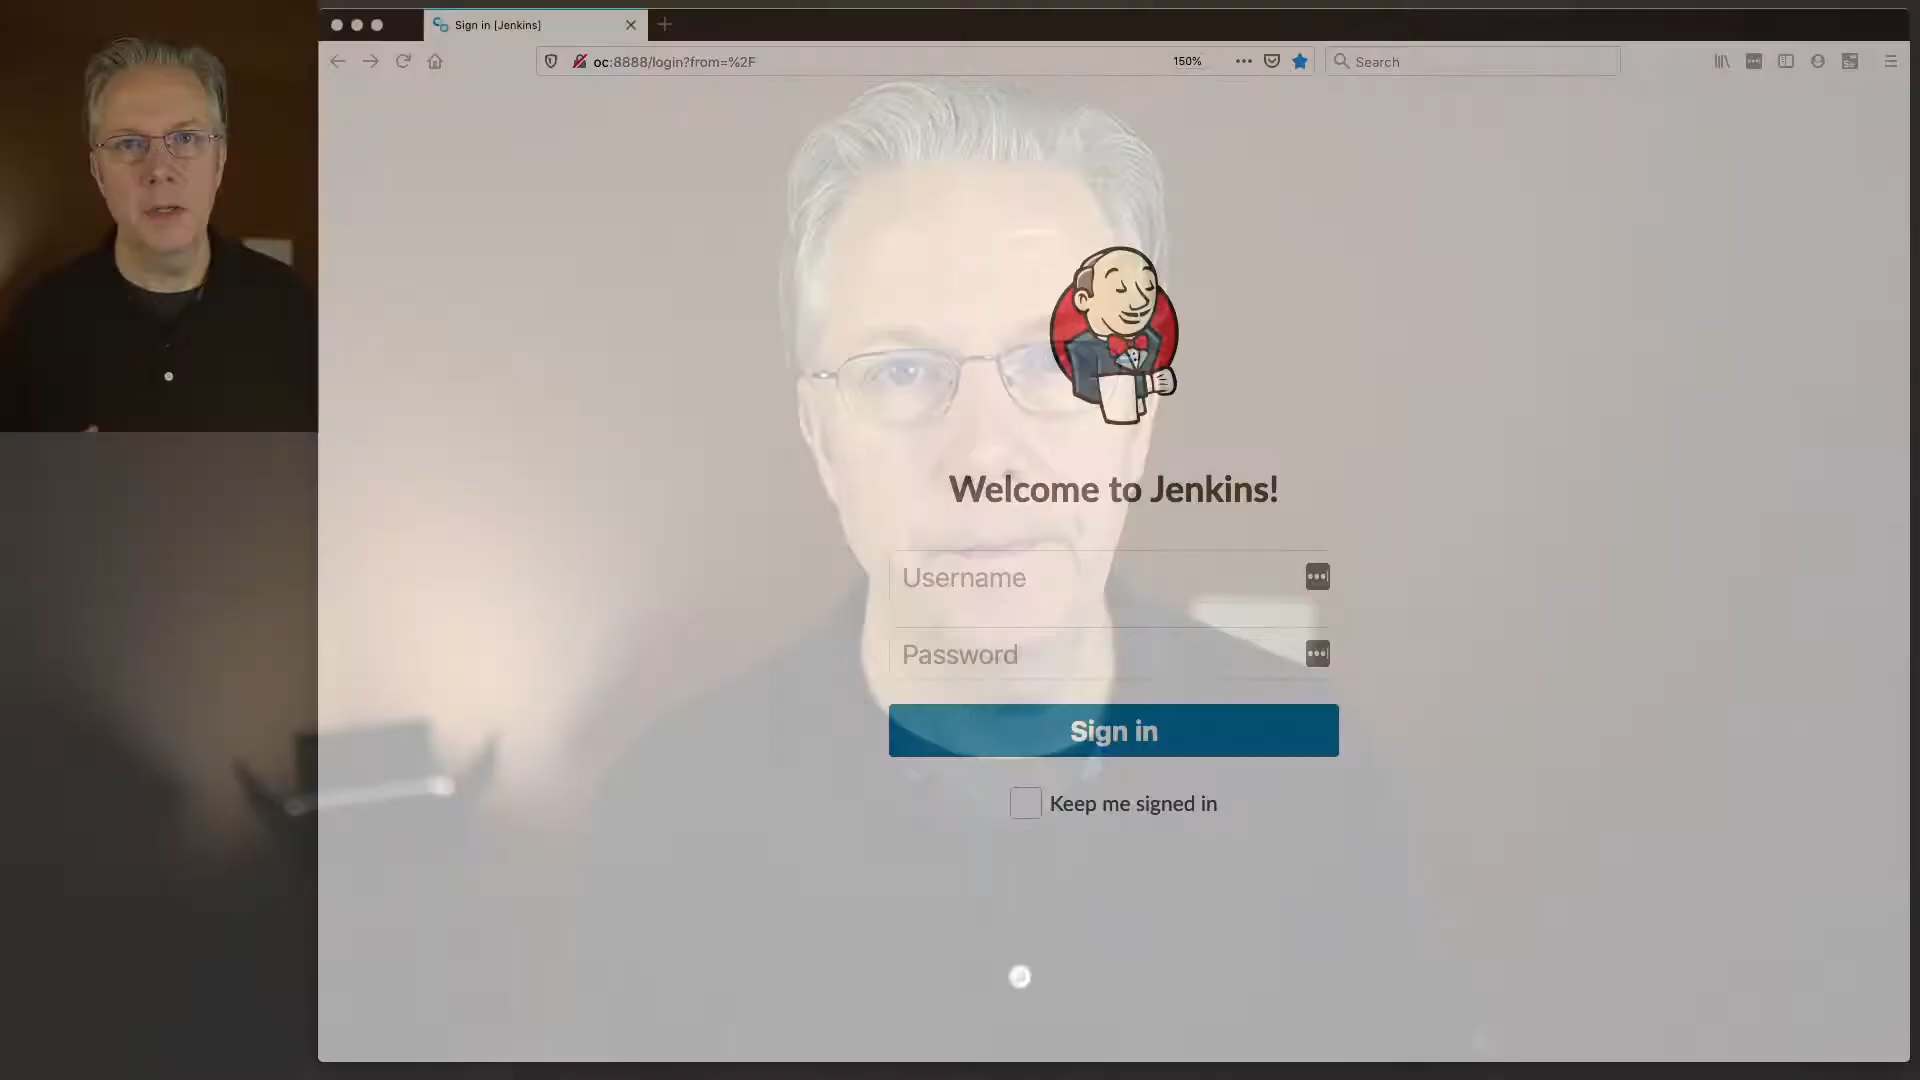 Sign in [Jenkins]
oc:8888/login?from=%2F
150%
Search
Welcome to Jenkins!
Username
Password
Sign in
Keep me signed in